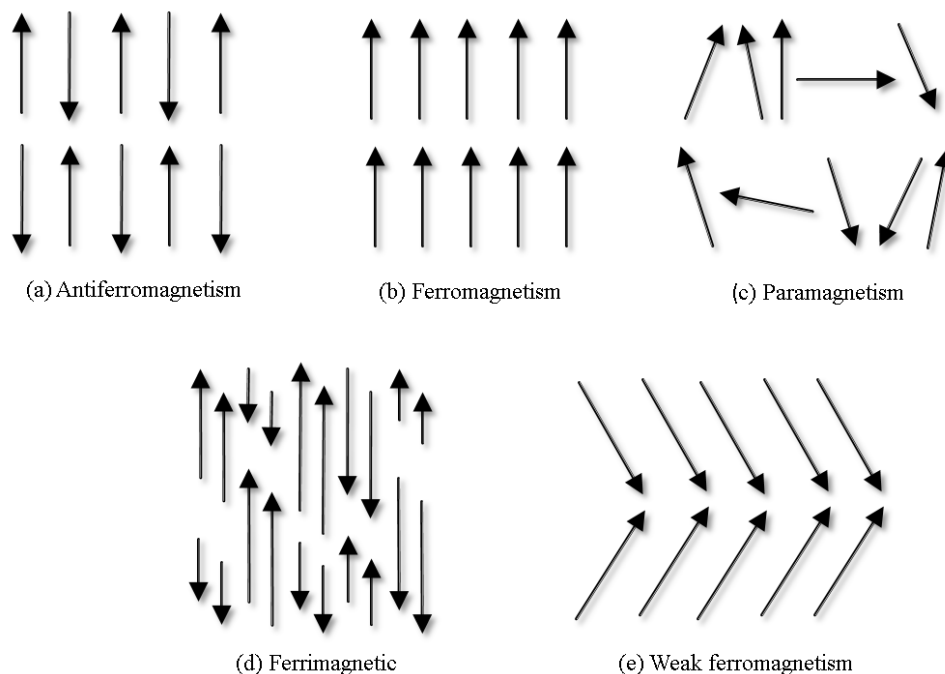 (a) Antiferromagnetism
(b) Ferromagnetism
(c) Paramagnetism
(d) Ferrimagnetic
(e) Weak ferromagnetism